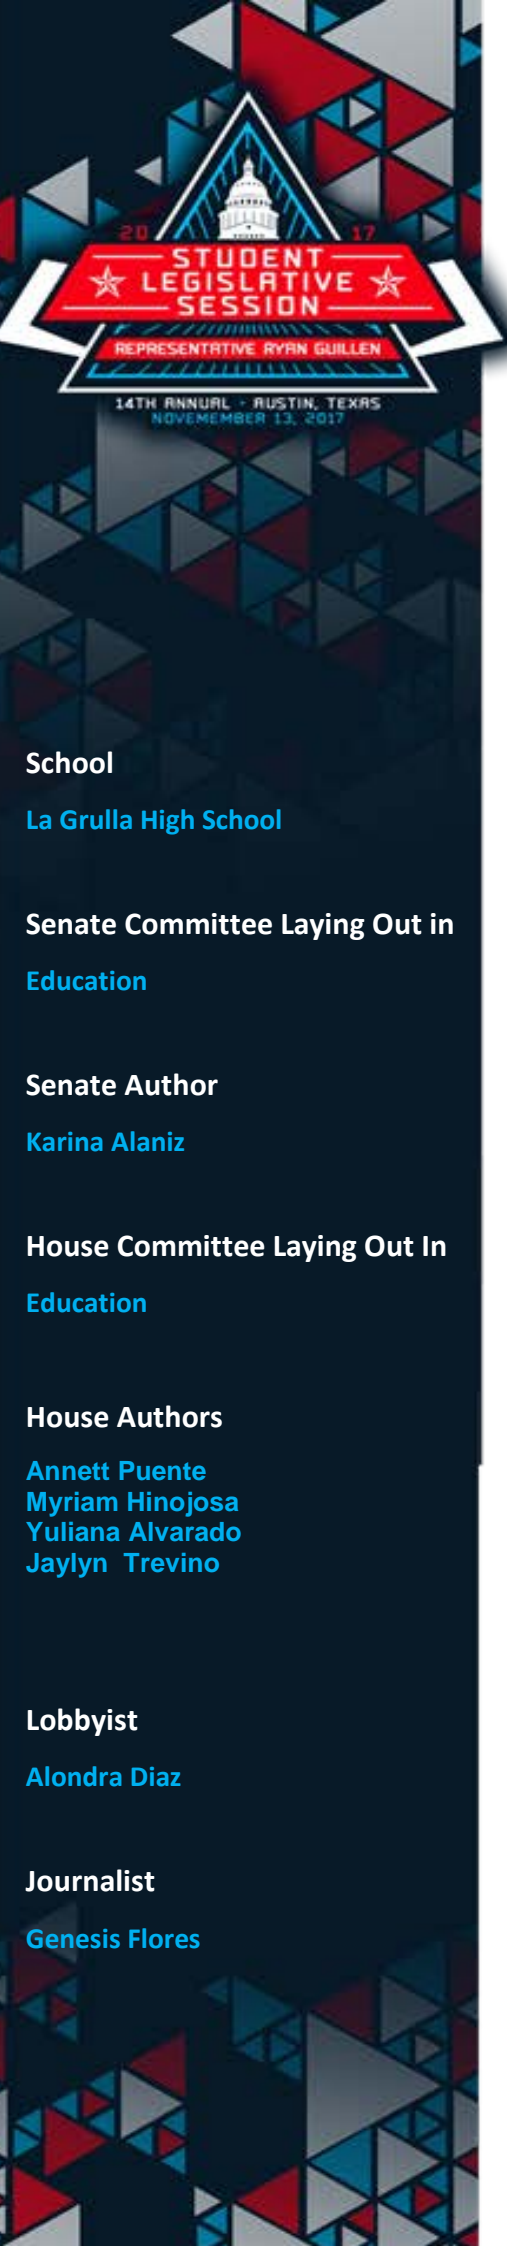 20 17
STUDENT
LEGISLATIVE
SESSION
REPRESENTATIVE RYAN GUILLEN
14TH ANNUAL - AUSTIN, TEXAS
NOVEMEMBER 13, 2017
School
La Grulla High School
Senate Committee Laying Out in
Education
Senate Author
Karina Alaniz
House Committee Laying Out In
Education
House Authors
Annett Puente
Myriam Hinojosa
Yuliana Alvarado
Jaylyn Trevino
Lobbyist
Alondra Diaz
Journalist
Genesis Flores